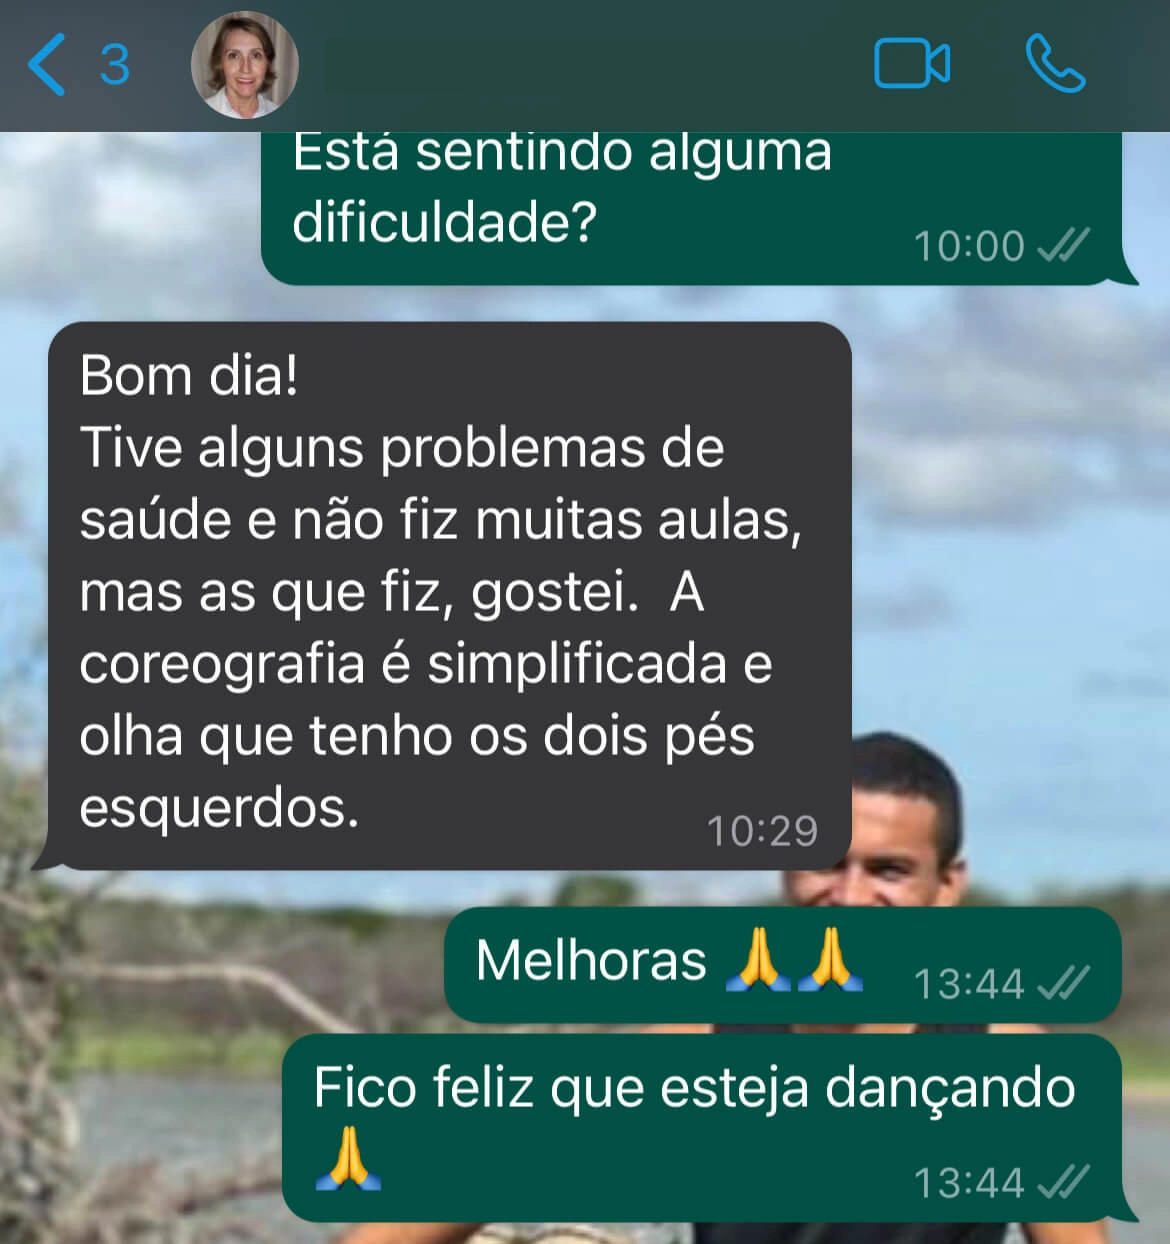 3
Está sentindo alguma
dificuldade?
10:00
Bom dia!
Tive alguns problemas de
saúde e não fiz muitas aulas,
mas as que fiz, gostei.  A
coreografia é simplificada e
olha que tenho os dois pés
esquerdos.
10:29
Melhoras 🙏🙏
13:44
Fico feliz que esteja dançando
🙏
13:44